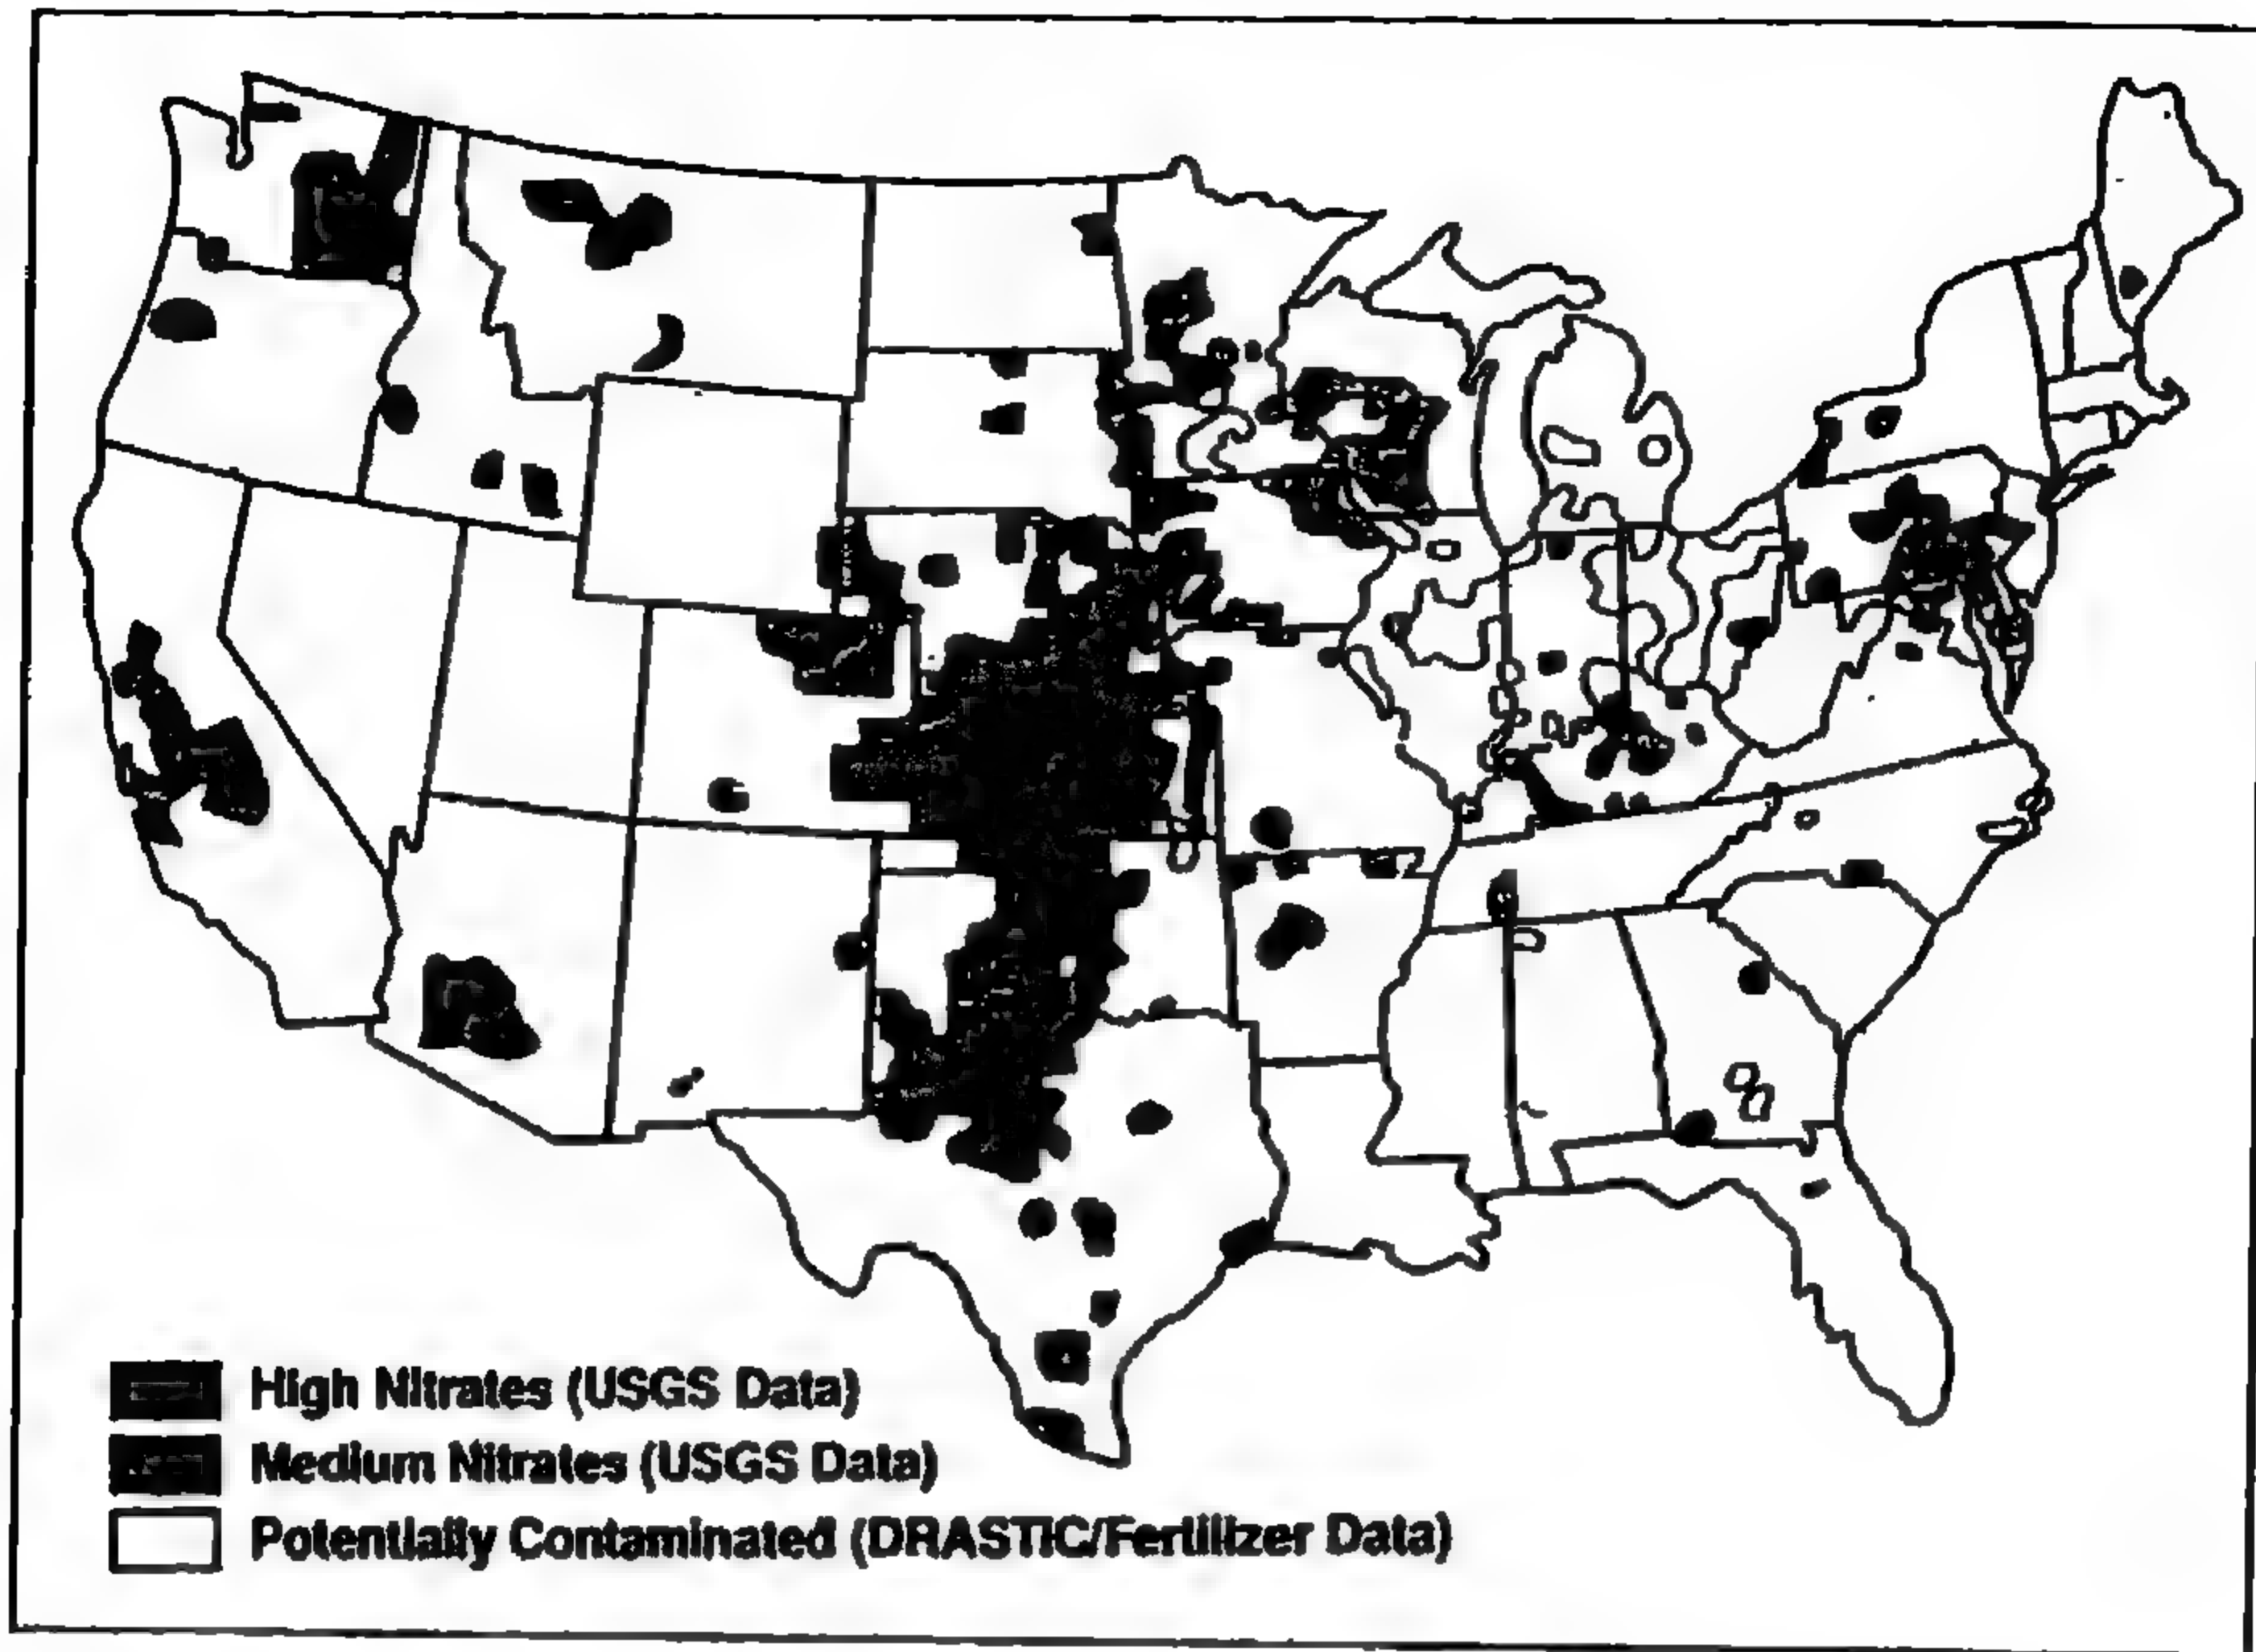 High Nitrates (USGS Data)
Medium Nitrates (USGS Data)
Potentially Contaminated (DRASTIC/Fertilizer Data)